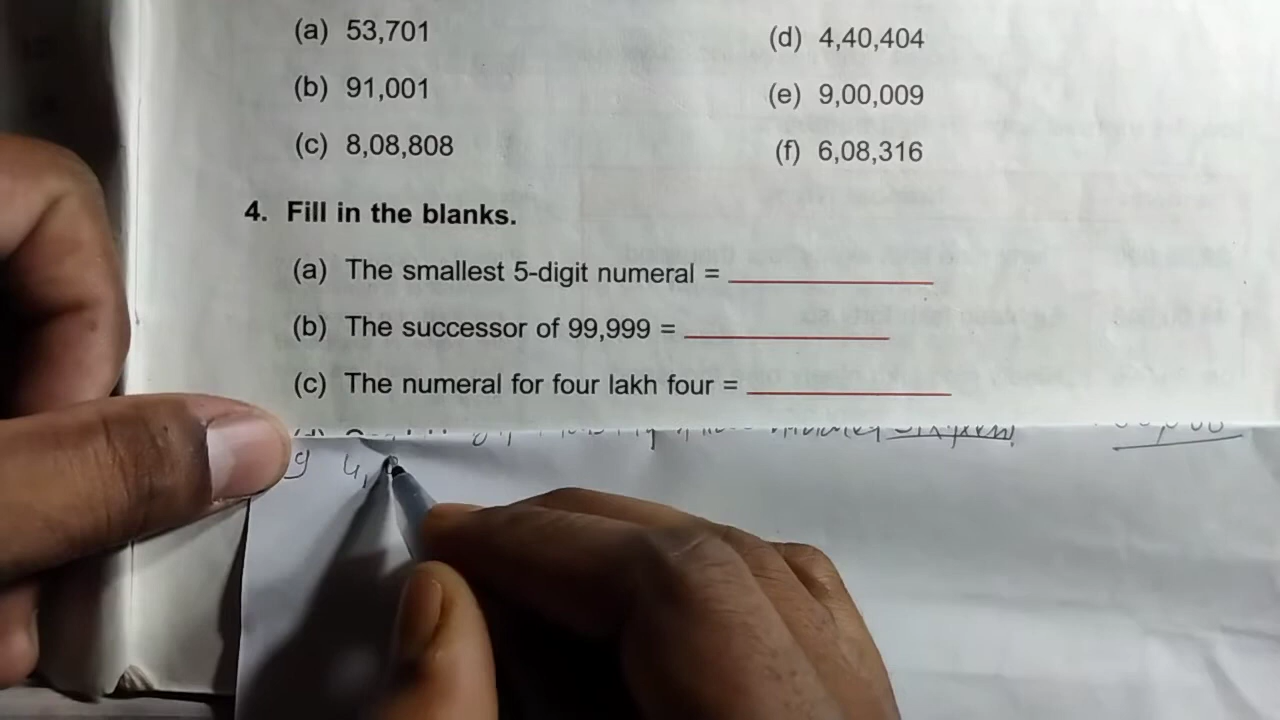 (a) 53,701
(d) 4,40,404
(b) 91,001
(e) 9,00,009
(c) 8,08,808
(f) 6,08,316
4. Fill in the blanks.
(a) The smallest 5-digit numeral =
(b) The successor of 99,999 =
(c) The numeral for four lakh four =
4,